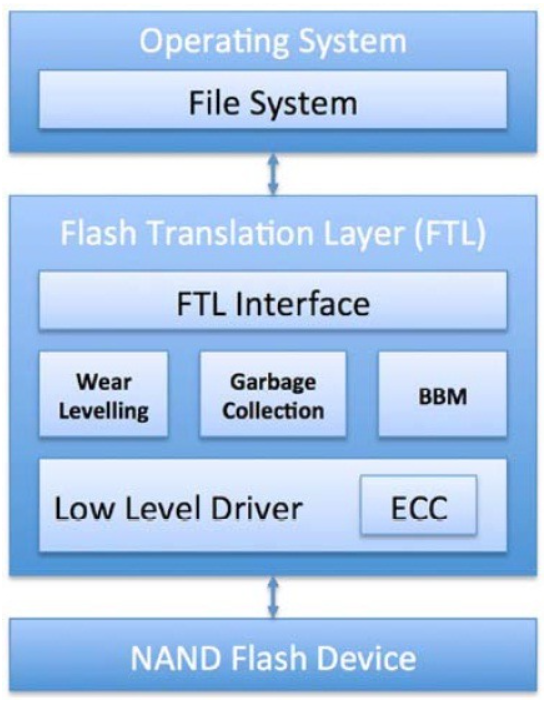 Operating System
File System
Flash Translation Layer (FTL)
FTL Interface
Wear
Levelling
Garbage
Collection
BBM
Low Level Driver
ECC
NAND Flash Device